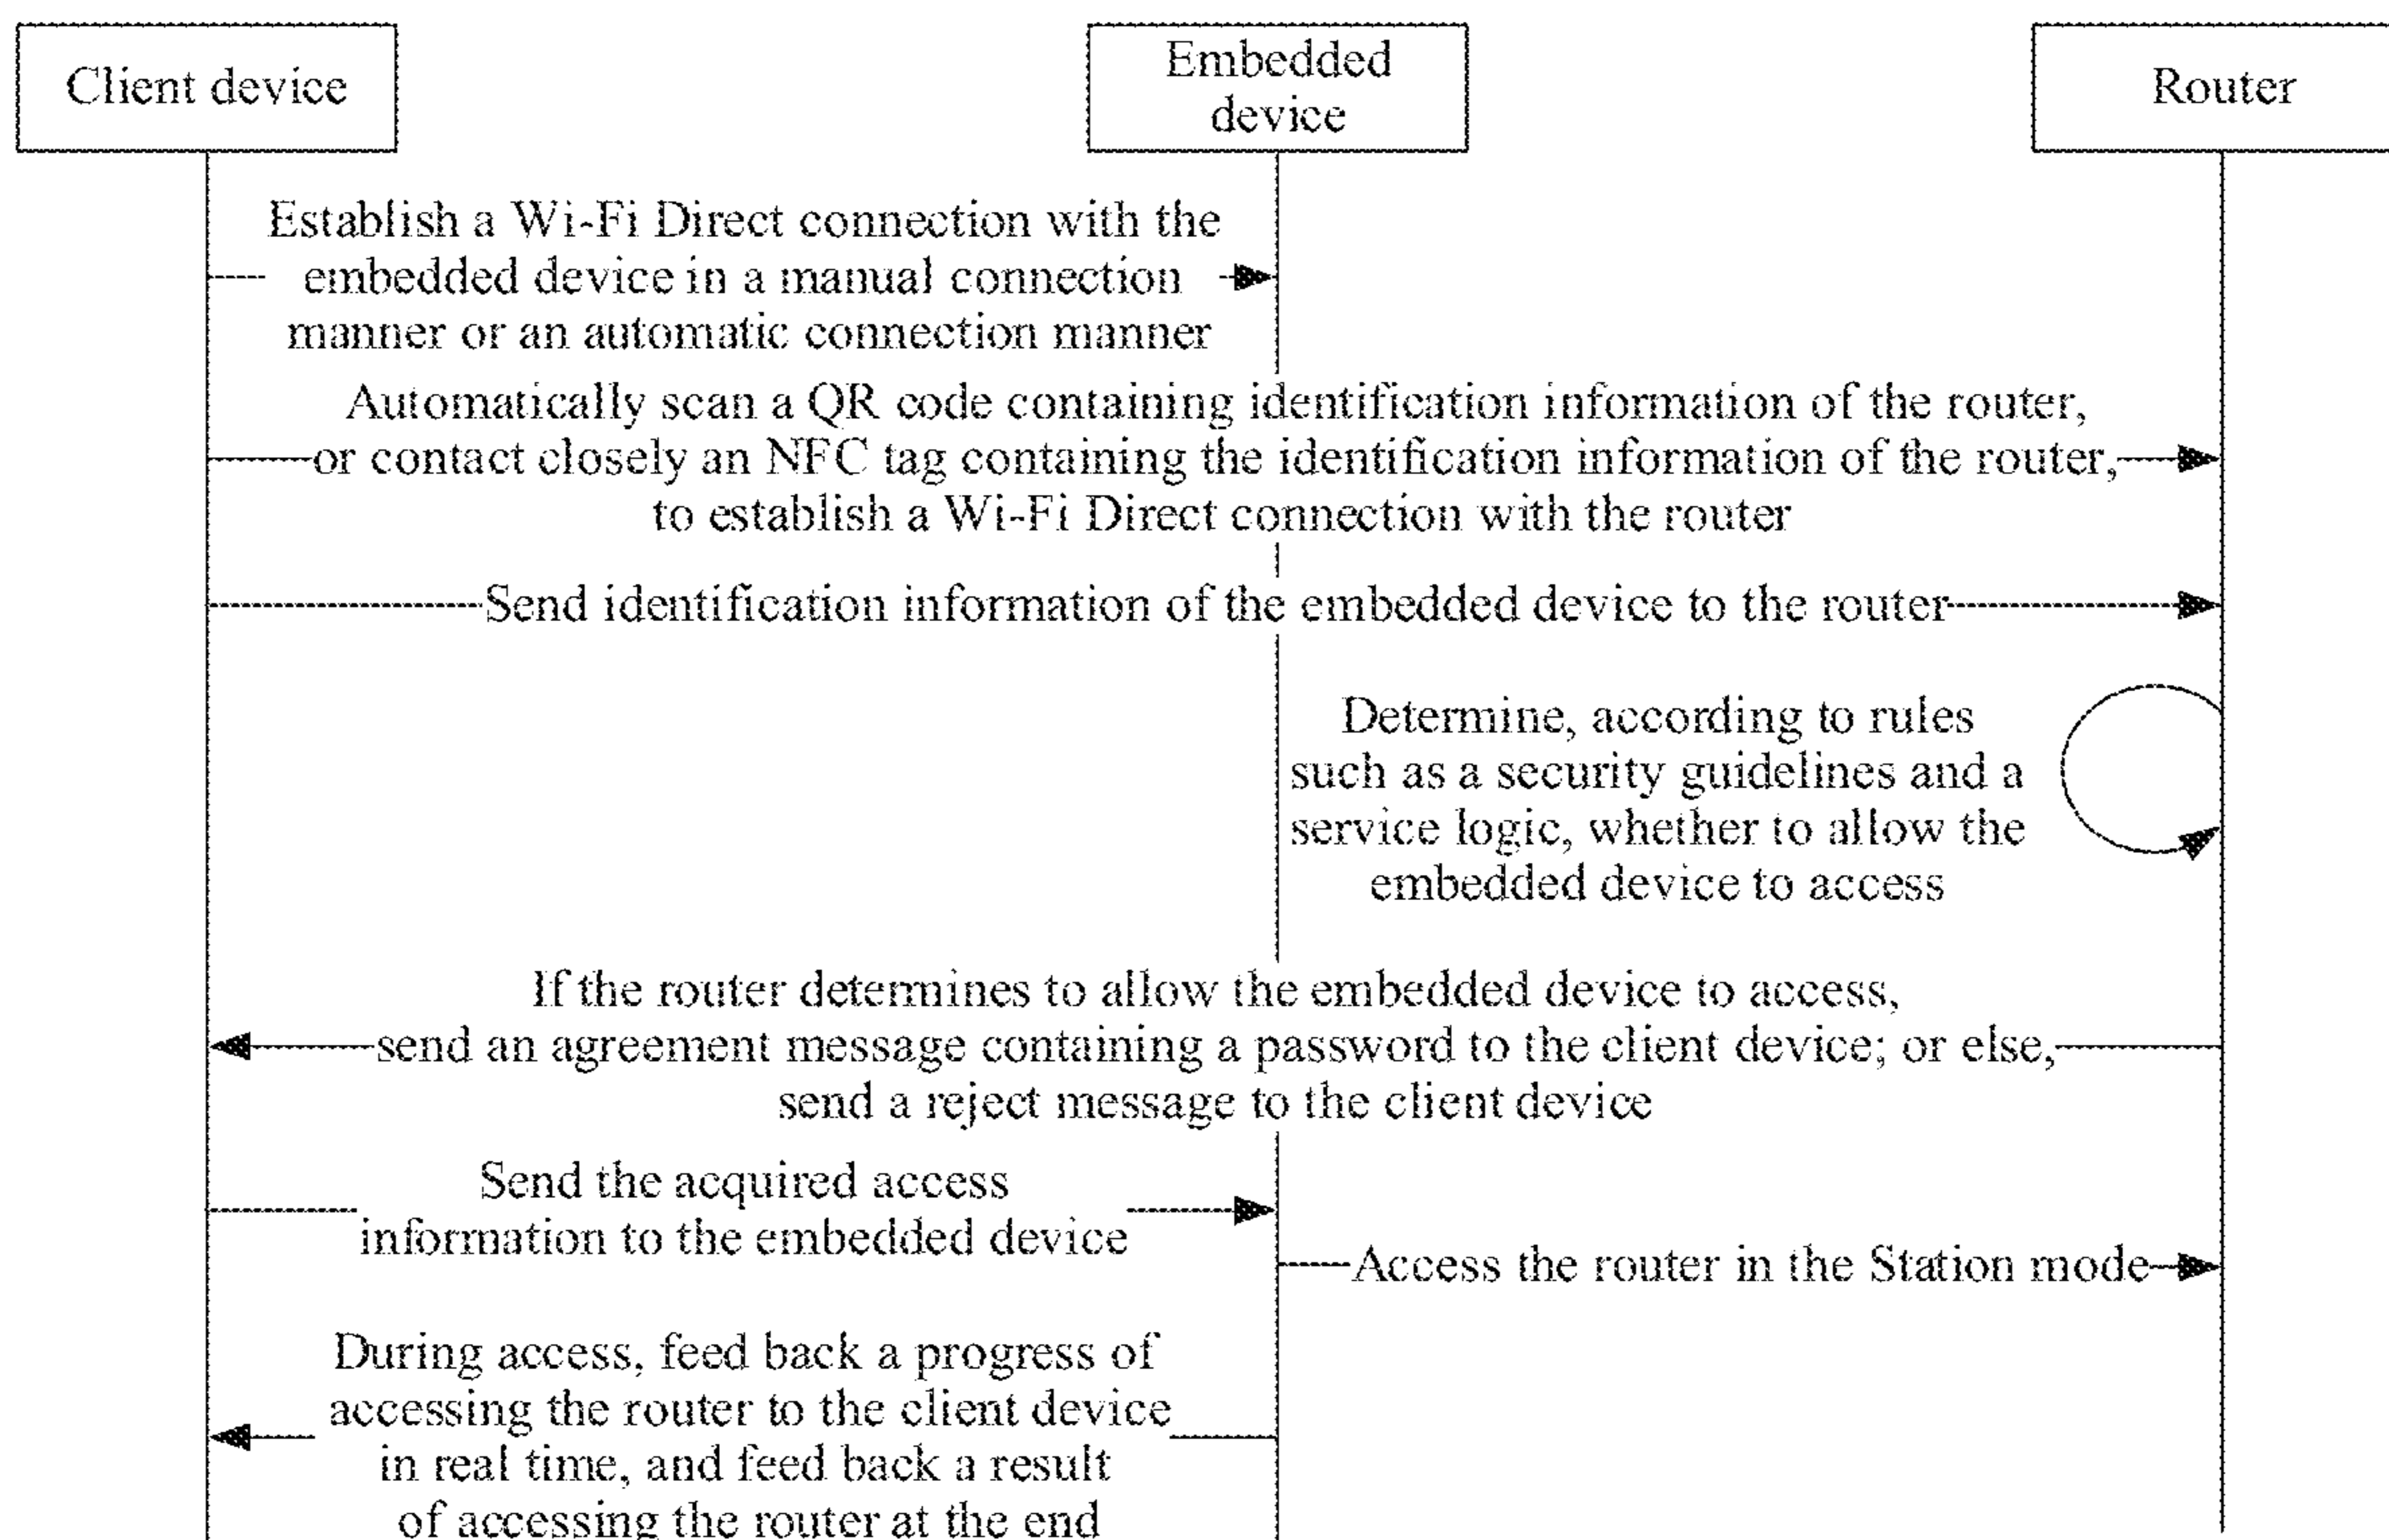 Client device
Embedded
device
Router
Establish a Wi-Fi Direct connection with the
embedded device in a manual connection
manner or an automatic connection manner
Automatically scan a QR code containing identification information of the router,
or contact closely an NFC tag containing the identification information of the router,
to establish a Wi-Fi Direct connection with the router
Send identification information of the embedded device to the router
Determine, according to rules
such as a security guidelines and a
service logic, whether to allow the
embedded device to access
If the router determines to allow the embedded device to access,
send an agreement message containing a password to the client device; or else,
send a reject message to the client device
Send the acquired access
information to the embedded device
Access the router in the Station mode
During access, feed back a progress of
accessing the router to the client device
in real time, and feed back a result
of accessing the router at the end